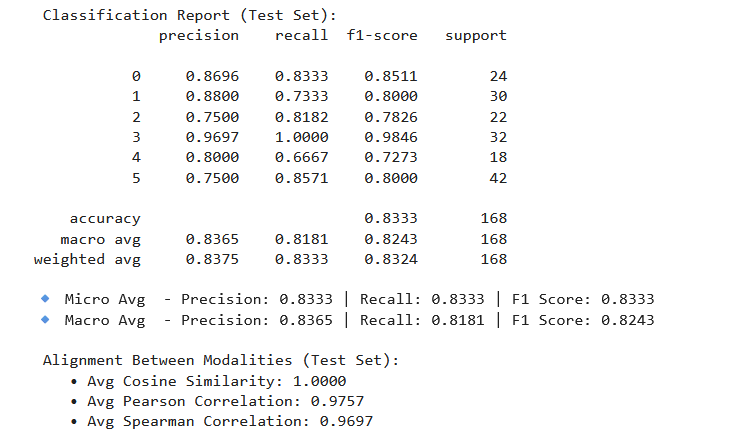 Classification Report (Test Set):
precision recall f1-score support
0 0.8696 0.8333 0.8511 24
1 0.8800 0.7333 0.8000 30
2 0.7500 0.8182 0.7826 22
3 0.9697 1.0000 0.9846 32
4 0.8000 0.6667 0.7273 18
5 0.7500 0.8571 0.8000 42
accuracy 0.8333 168
macro avg 0.8365 0.8181 0.8243 168
weighted avg 0.8375 0.8333 0.8324 168
🔹 Micro Avg - Precision: 0.8333 | Recall: 0.8333 | F1 Score: 0.8333
🔹 Macro Avg - Precision: 0.8365 | Recall: 0.8181 | F1 Score: 0.8243
Alignment Between Modalities (Test Set):
• Avg Cosine Similarity: 1.0000
• Avg Pearson Correlation: 0.9757
• Avg Spearman Correlation: 0.9697